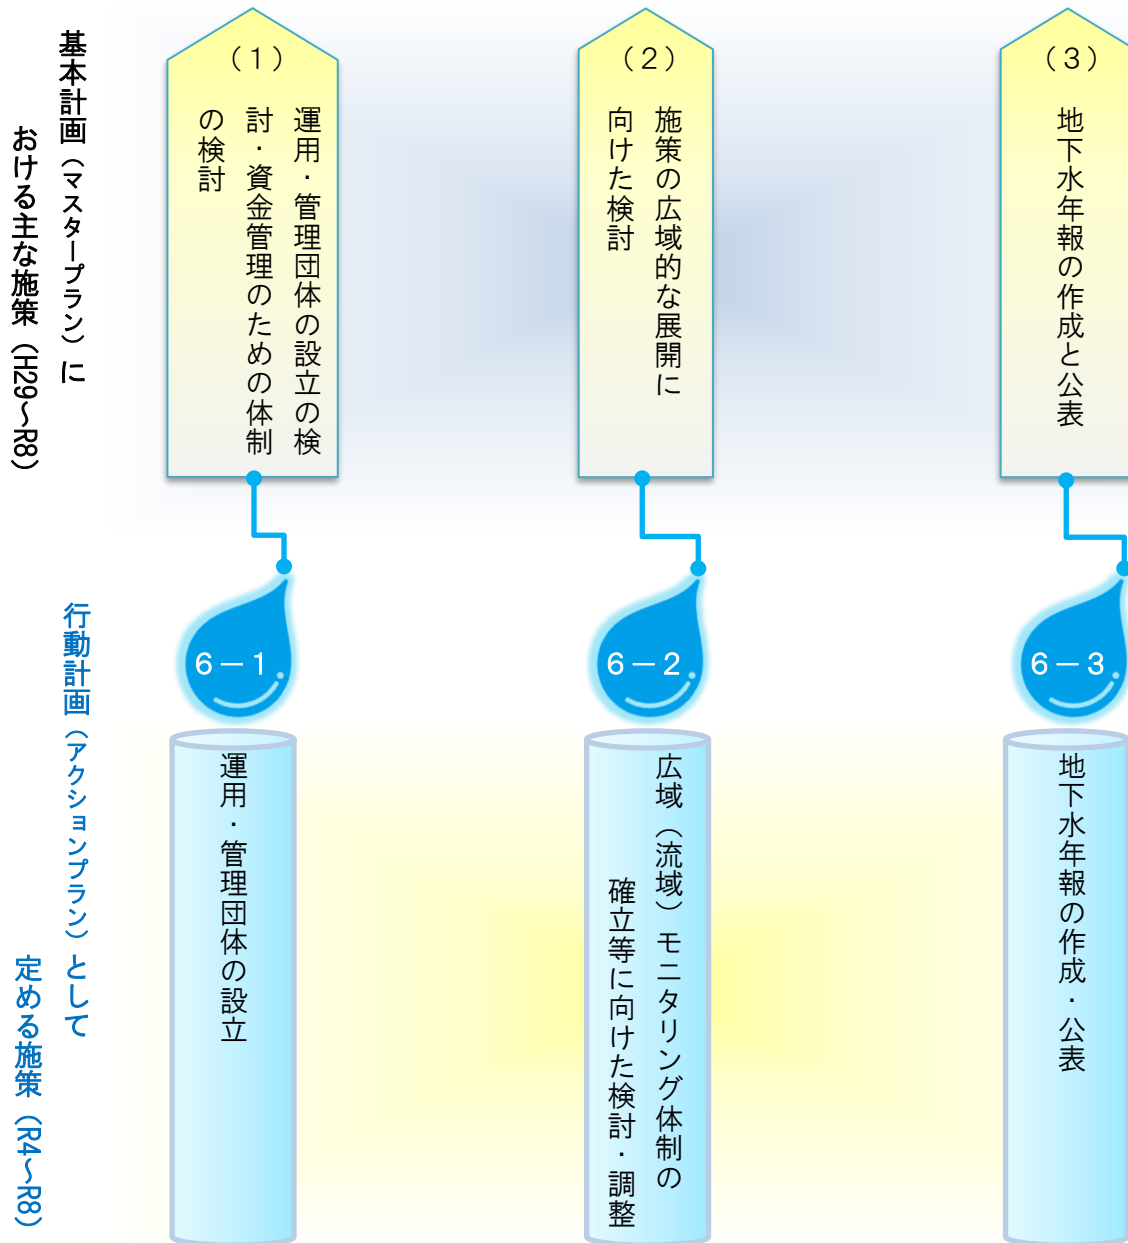 基本計画（マスタープラン）に
おける主な施策（H29～R8）
（１）
運用・管理団体の設立の検
討・資金管理のための体制
の検討
（２）
施策の広域的な展開に
向けた検討
（３）
地下水年報の作成と公表
行動計画（アクションプラン）として
定める施策（R4～R8）
６－１
運用・管理団体の設立
６－２
広域（流域）モニタリング体制の
確立等に向けた検討・調整
６－３
地下水年報の作成・公表